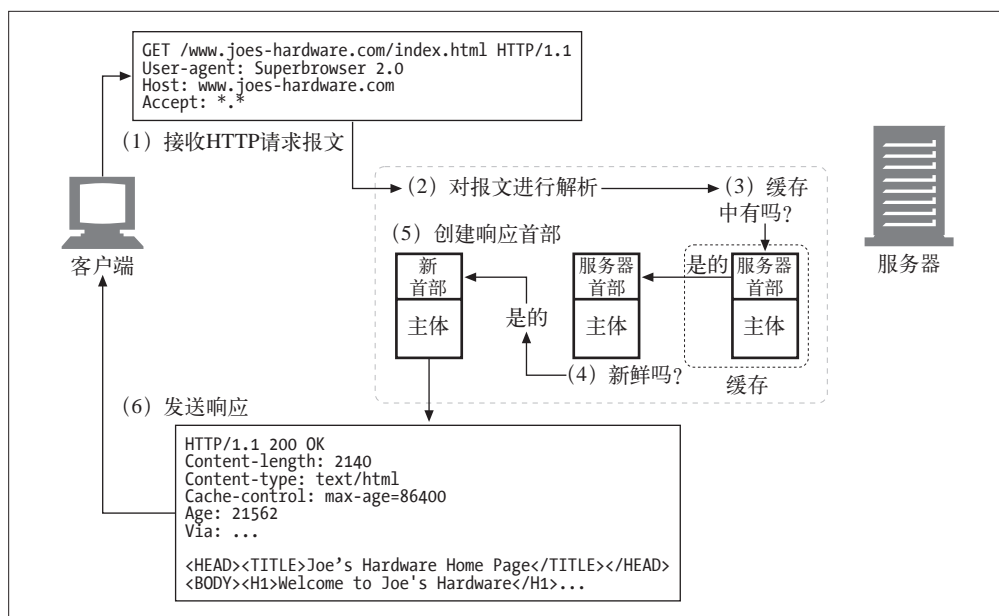 GET /www.joes-hardware.com/index.html HTTP/1.1
User-agent: Superbrowser 2.0
Host: www.joes-hardware.com
Accept: *.*
(1) 接收HTTP请求报文
(2) 对报文进行解析
(3) 缓存
中有吗?
(5) 创建响应首部
客户端
服务器
新
首部
主体
是的
服务器
首部
主体
是的
服务器
首部
主体
(4) 新鲜吗?
缓存
(6) 发送响应
HTTP/1.1 200 OK
Content-length: 2140
Content-type: text/html
Cache-control: max-age=86400
Age: 21562
Via: ...
<HEAD><TITLE>Joe’s Hardware Home Page</TITLE></HEAD>
<BODY><H1>Welcome to Joe's Hardware</H1>...